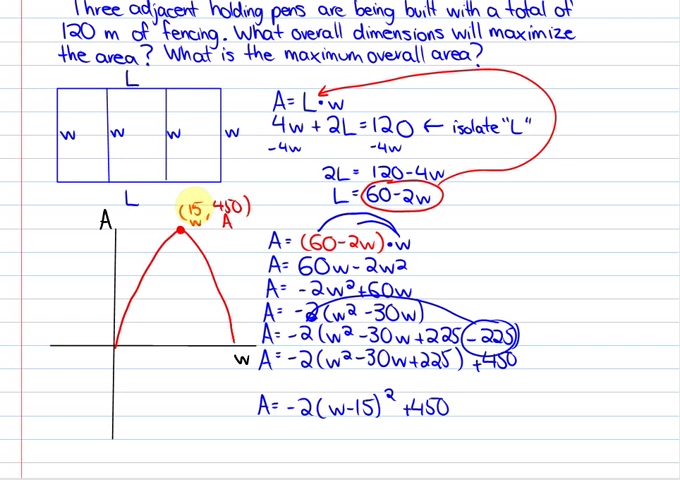 Three adjacent holding pens are being built with a total of
120 m of fencing. What overall dimensions will maximize
the area? What is the maximum overall area?
L
w w w w
L
A = L • w
4w + 2L = 120 ← isolate "L"
-4w -4w
2L = 120 - 4w
L = 60 - 2w
A
(15, 450)
w, A
w
A = (60 - 2w) • w
A = 60w - 2w²
A = -2w² + 60w
A = -2(w² - 30w)
A = -2(w² - 30w + 225 - 225)
A = -2(w² - 30w + 225) + 450
A = -2(w - 15)² + 450